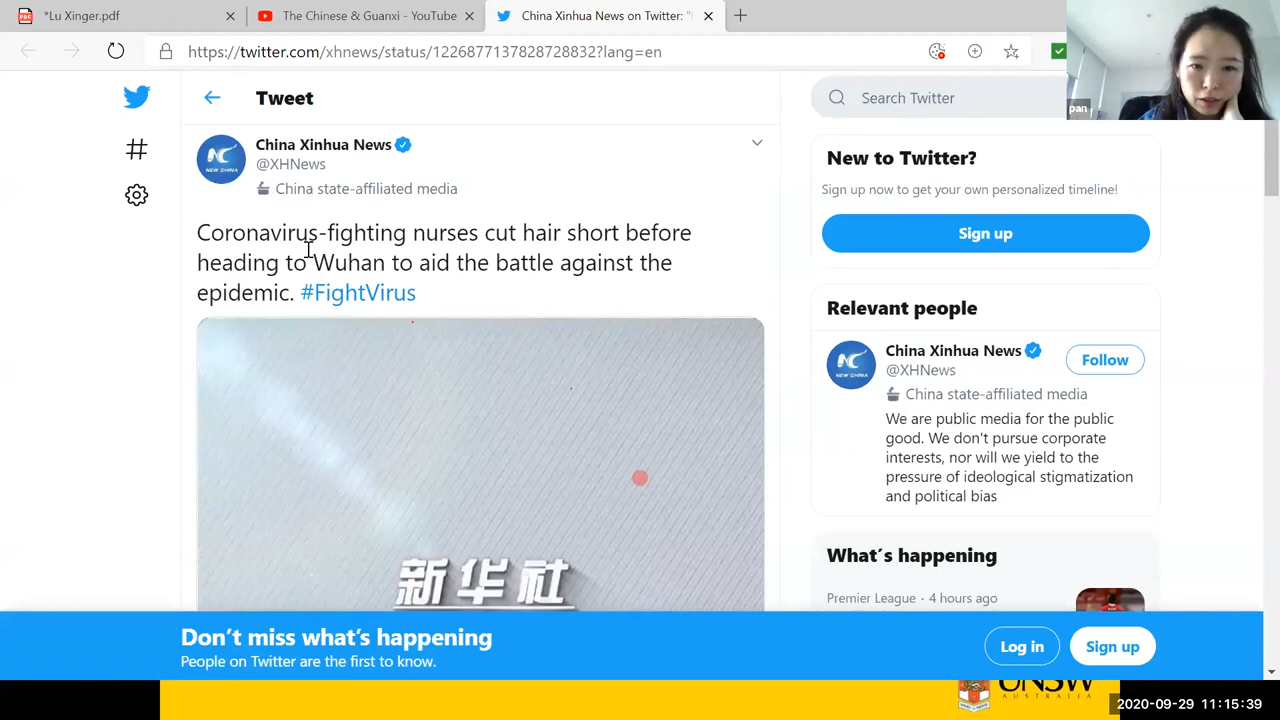 *Lu Xinger.pdf
The Chinese & Guanxi - YouTube
China Xinhua News on Twitter: "
https://twitter.com/xhnews/status/1226877137828728832?lang=en
pan
Tweet
Search Twitter
China Xinhua News
@XHNews
China state-affiliated media
Coronavirus-fighting nurses cut hair short before
heading to Wuhan to aid the battle against the
epidemic. #FightVirus
NEW CHINA
新华社
New to Twitter?
Sign up now to get your own personalized timeline!
Sign up
Relevant people
China Xinhua News
@XHNews
Follow
China state-affiliated media
We are public media for the public
good. We don't pursue corporate
interests, nor will we yield to the
pressure of ideological stigmatization
and political bias
NEW CHINA
What's happening
Premier League · 4 hours ago
Don't miss what's happening
People on Twitter are the first to know.
Log in
Sign up
UNSW
AUSTRALIA
2020-09-29 11:15:39